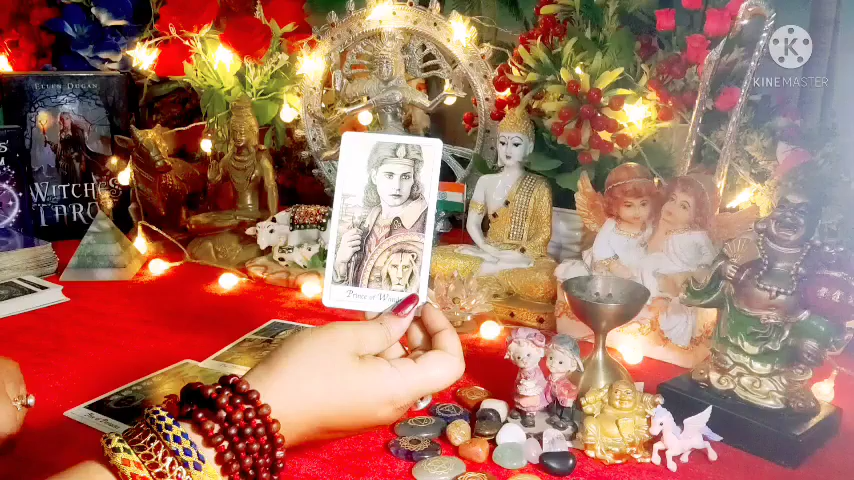 ELLEN DUGAN
WITCHES
TAROT
Prince of Wands
KINEMASTER